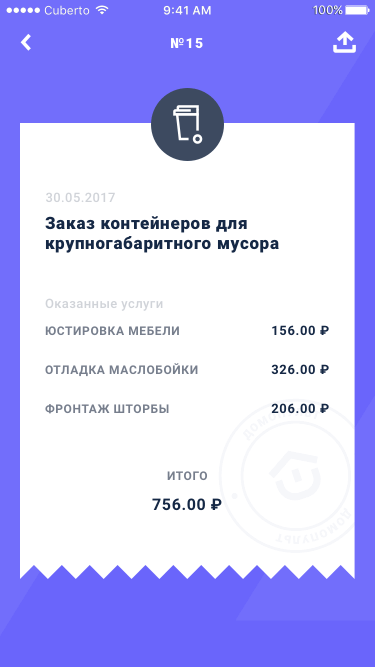 Cuberto 9:41 AM 100%
№15
30.05.2017
Заказ контейнеров для
крупногабаритного мусора
Оказанные услуги
ЮСТИРОВКА МЕБЕЛИ 156.00 ₽
ОТЛАДКА МАСЛОБОЙКИ 326.00 ₽
ФРОНТАЖ ШТОРБЫ 206.00 ₽
ИТОГО
756.00 ₽
ДОМОПУЛЬТ